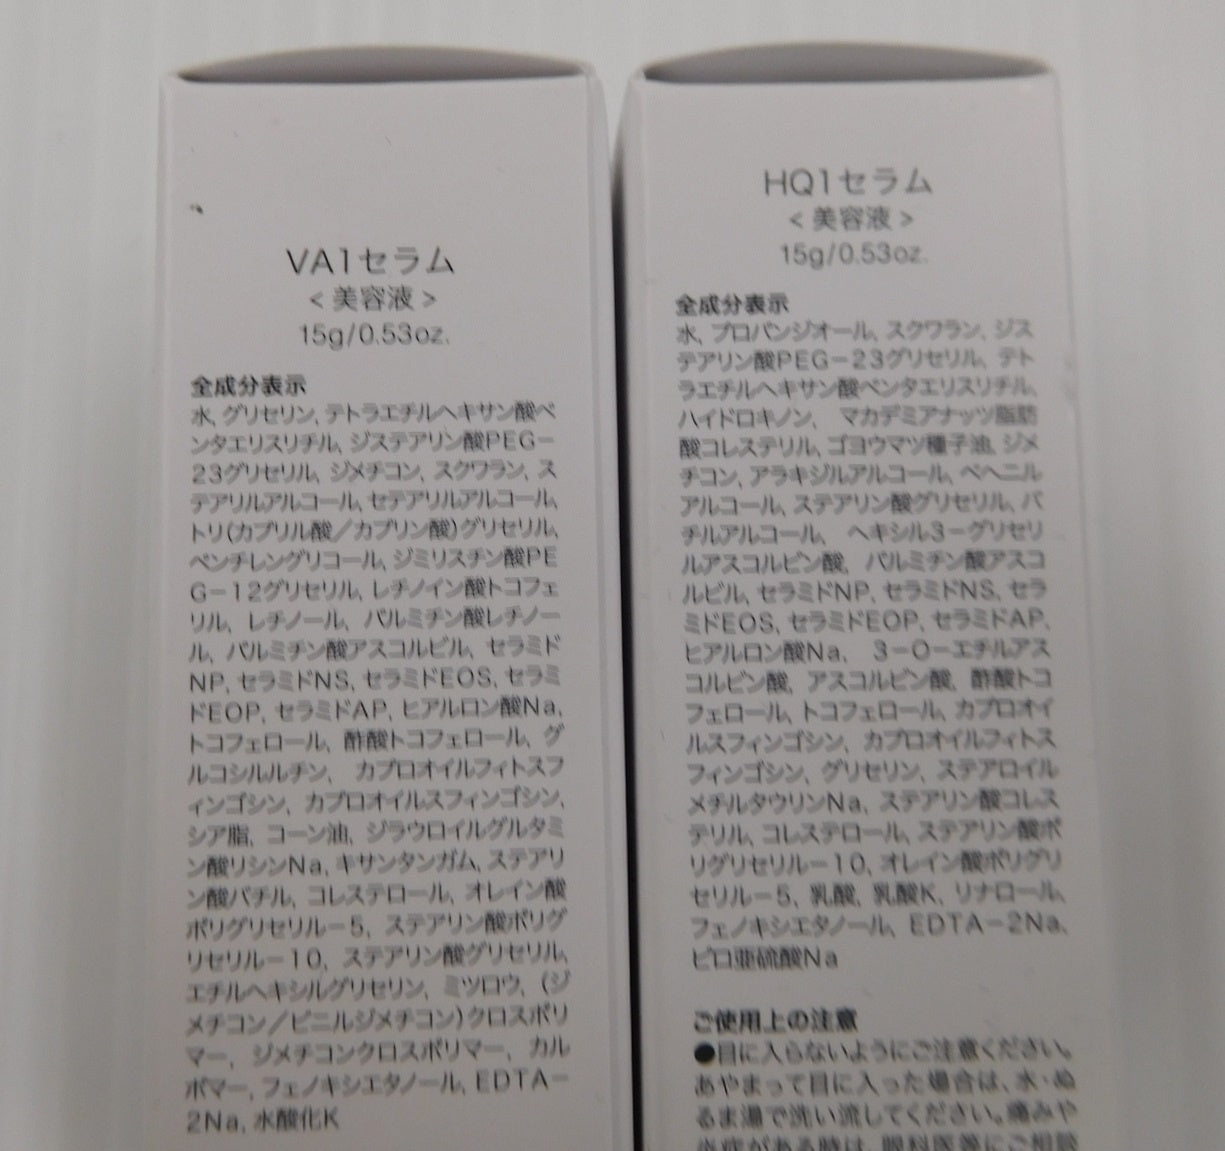 VA1セラム
＜美容液＞
15g/0.53oz.
全成分表示
水, グリセリン, テトラエチルヘキサン酸ペ
ンタエリスリチル, ジステアリン酸PEG−
23グリセリル, ジメチコン, スクワラン, ス
テアリルアルコール, セテアリルアルコール,
トリ(カプリル酸／カプリン酸)グリセリル,
ペンチレングリコール, ジミリスチン酸PE
G−12グリセリル, レチノイン酸トコフェ
リル, レチノール, パルミチン酸レチノー
ル, パルミチン酸アスコルビル, セラミド
NP, セラミドNS, セラミドEOS, セラミ
ドEOP, セラミドAP, ヒアルロン酸Na,
トコフェロール, 酢酸トコフェロール, グ
ルコシルルチン, カプロオイルフィトスフ
ィンゴシン, カプロオイルスフィンゴシン,
シア脂, コーン油, ジラウロイルグルタミ
ン酸リシンNa, キサンタンガム, ステアリ
ン酸バチル, コレステロール, オレイン酸
ポリグリセリル−5, ステアリン酸ポリグ
リセリル−10, ステアリン酸グリセリル,
エチルヘキシルグリセリン, ミツロウ, (ジ
メチコン／ビニルジメチコン)クロスポリ
マー, ジメチコンクロスポリマー, カル
ボマー, フェノキシエタノール, EDTA−
2Na, 水酸化K
HQ1セラム
＜美容液＞
15g/0.53oz.
全成分表示
水, プロパンジオール, スクワラン, ジス
テアリン酸PEG−23グリセリル, テト
ラエチルヘキサン酸ペンタエリスリチル,
ハイドロキノン, マカデミアナッツ脂肪
酸コレステリル, ゴヨウマツ種子油, ジメ
チコン, アラキジルアルコール, ベヘニル
アルコール, ステアリン酸グリセリル, バ
チルアルコール, ヘキシル3−グリセリ
ルアスコルビン酸, パルミチン酸アスコ
ルビル, セラミドNP, セラミドNS, セラ
ミドEOS, セラミドEOP, セラミドAP,
ヒアルロン酸Na, 3−O−エチルアス
コルビン酸, アスコルビン酸, 酢酸トコ
フェロール, トコフェロール, カプロオイ
ルスフィンゴシン, カプロオイルフィトス
フィンゴシン, グリセリン, ステアロイル
メチルタウリンNa, ステアリン酸コレス
テリル, コレステロール, ステアリン酸ポ
リグリセリル−10, オレイン酸ポリグリ
セリル−5, 乳酸, 乳酸K, リナロール,
フェノキシエタノール, EDTA−2Na,
ピロ亜硫酸Na
ご使用上の注意
●目に入らないようにご注意ください。
あやまって目に入った場合は、水・ぬ
るま湯で洗い流してください。痛みや
炎症がある時は、眼科医等にご相談